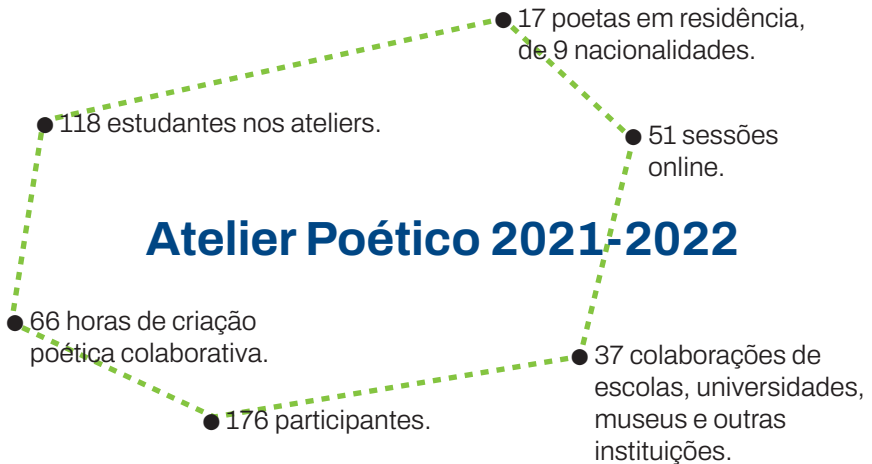 17 poetas em residência,
de 9 nacionalidades.
118 estudantes nos ateliers.
51 sessões
online.
Atelier Poético 2021-2022
66 horas de criação
poética colaborativa.
37 colaborações de
escolas, universidades,
museus e outras
instituições.
176 participantes.